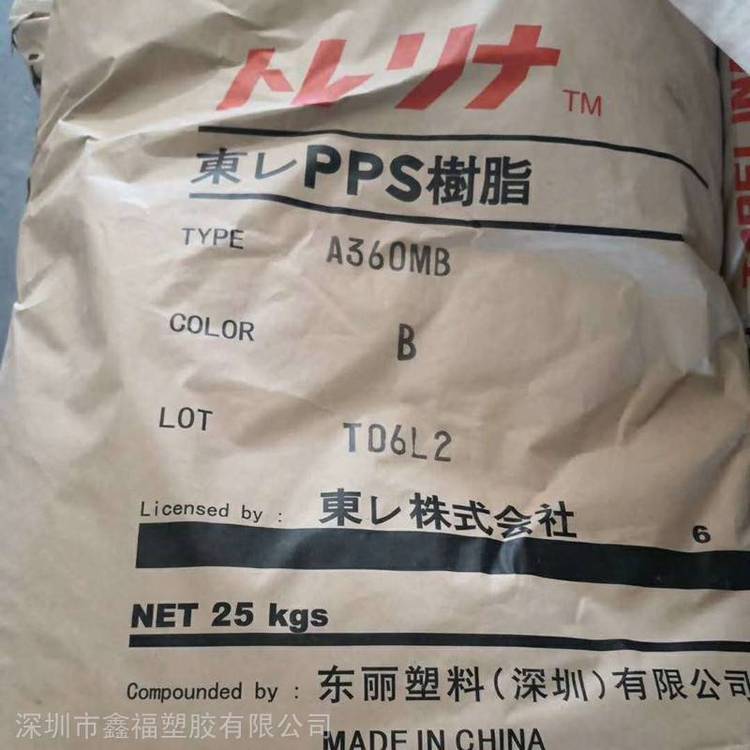 トレリナ TM
東レPPS樹脂
TYPE A360MB
COLOR B
LOT T06L2
Licensed by : 東レ株式会社 6
NET 25 kgs
Compounded by : 东丽塑料(深圳)有限公司
MADE IN CHINA
深圳市鑫福塑胶有限公司